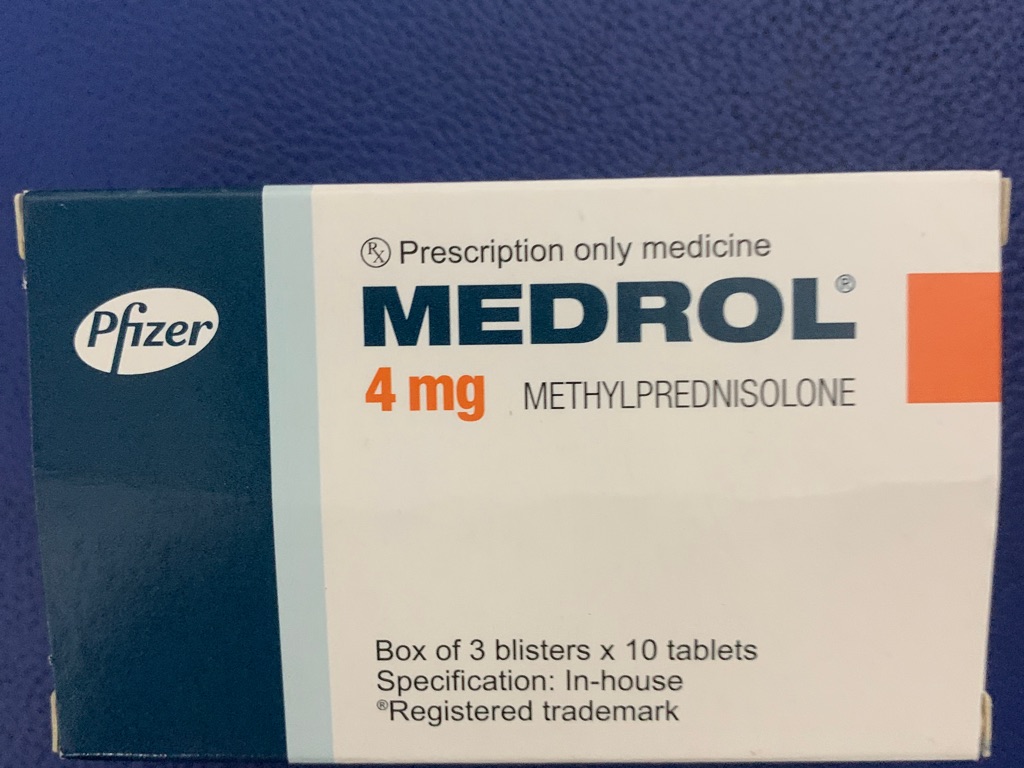 Pfizer
℞ Prescription only medicine
MEDROL®
4 mg METHYLPREDNISOLONE
Box of 3 blisters x 10 tablets
Specification: In-house
®Registered trademark